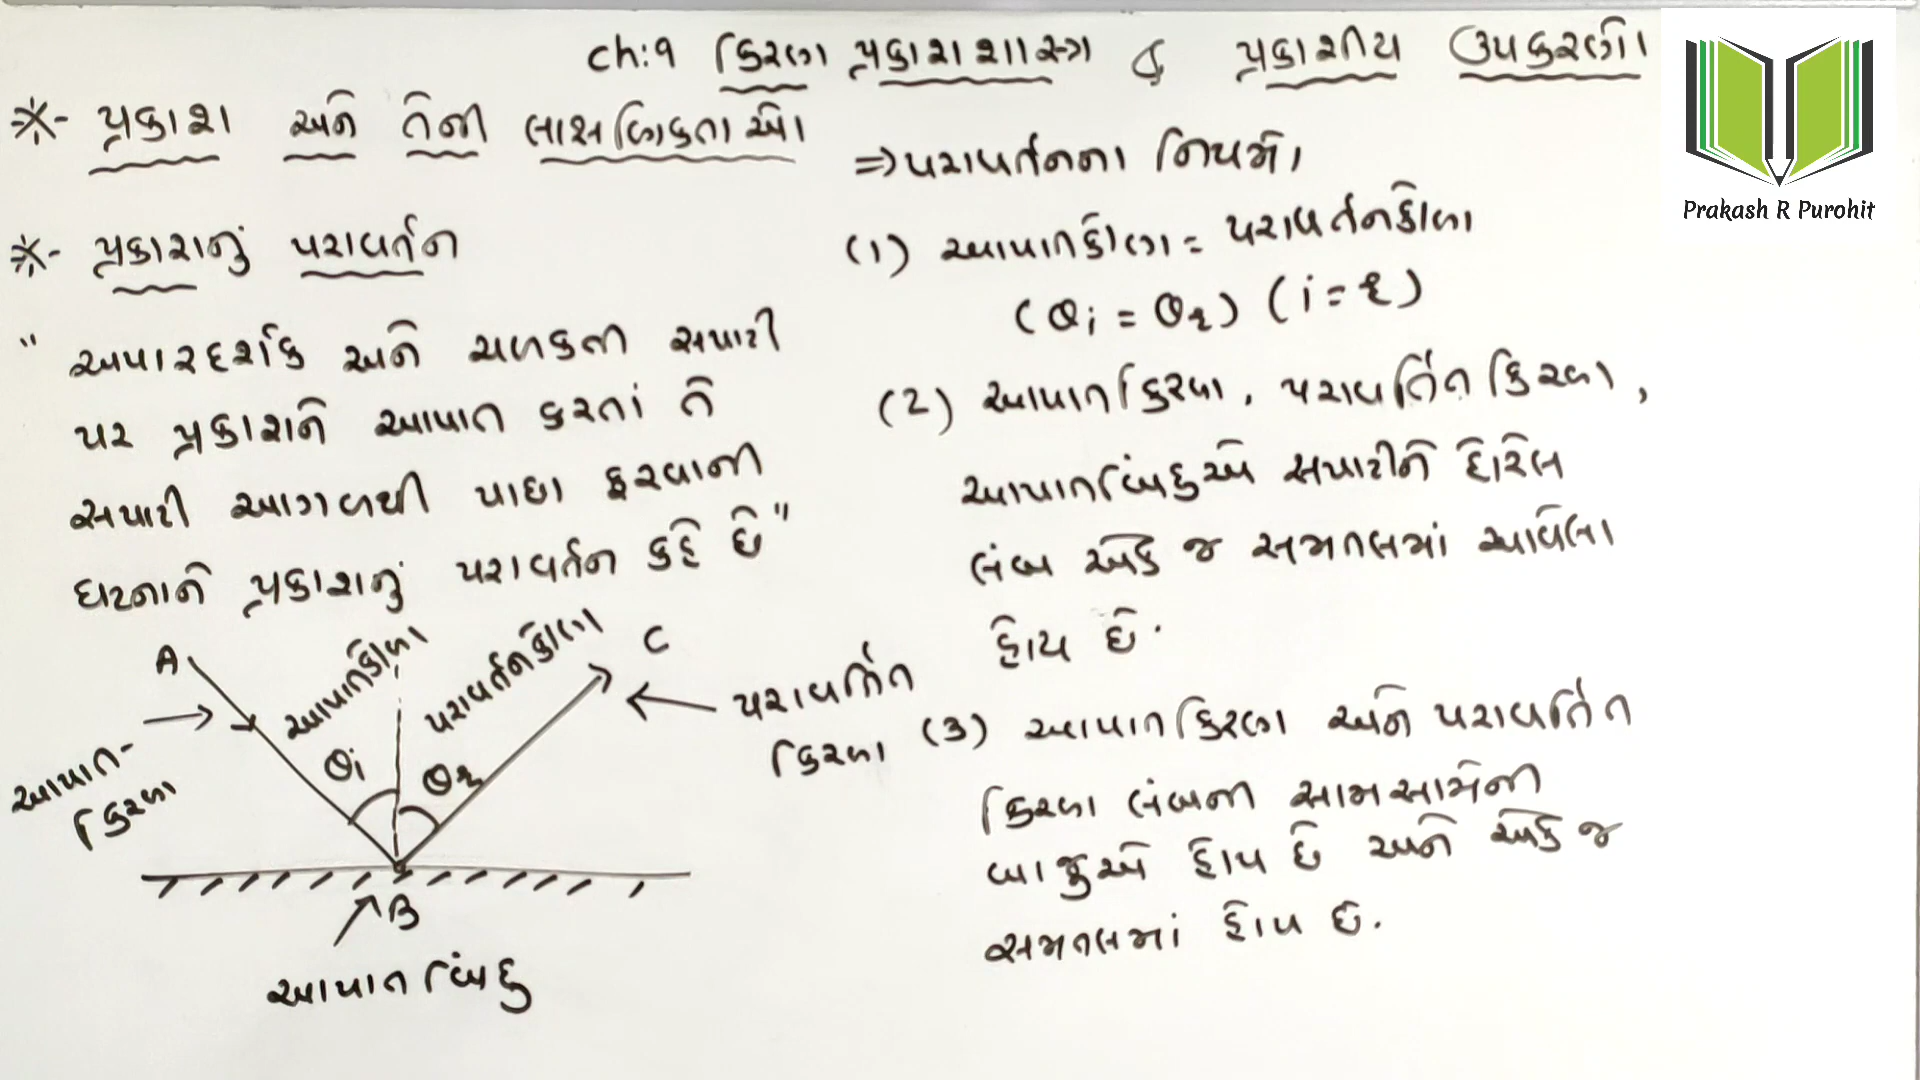 ch:9 કિરણ પ્રકાશશાસ્ત્ર & પ્રકાશીય ઉપકરણો
Prakash R Purohit
※- પ્રકાશ અને તેની લાક્ષણિકતાઓ
※- પ્રકાશનું પરાવર્તન
" અપારદર્શક અને ચળકતી સપાટી
પર પ્રકાશને આપાત કરતાં તે
સપાટી આગળથી પાછા ફરવાની
ઘટનાને પ્રકાશનું પરાવર્તન કહે છે "
A
આપાતકોણ
પરાવર્તનકોણ
C
આપાત-
કિરણ
θi
θr
પરાવર્તિત
કિરણ
B
આપાતબિંદુ
⇒ પરાવર્તનના નિયમો
(1) આપાતકોણ = પરાવર્તનકોણ
(θi = θr) (i = r)
(2) આપાતકિરણ, પરાવર્તિત કિરણ,
આપાતબિંદુએ સપાટીને દોરેલ
લંબ એક જ સમતલમાં આવેલા
હોય છે.
(3) આપાતકિરણ અને પરાવર્તિત
કિરણ લંબની સામસામેની
બાજુએ હોય છે અને એક જ
સમતલમાં હોય છે.